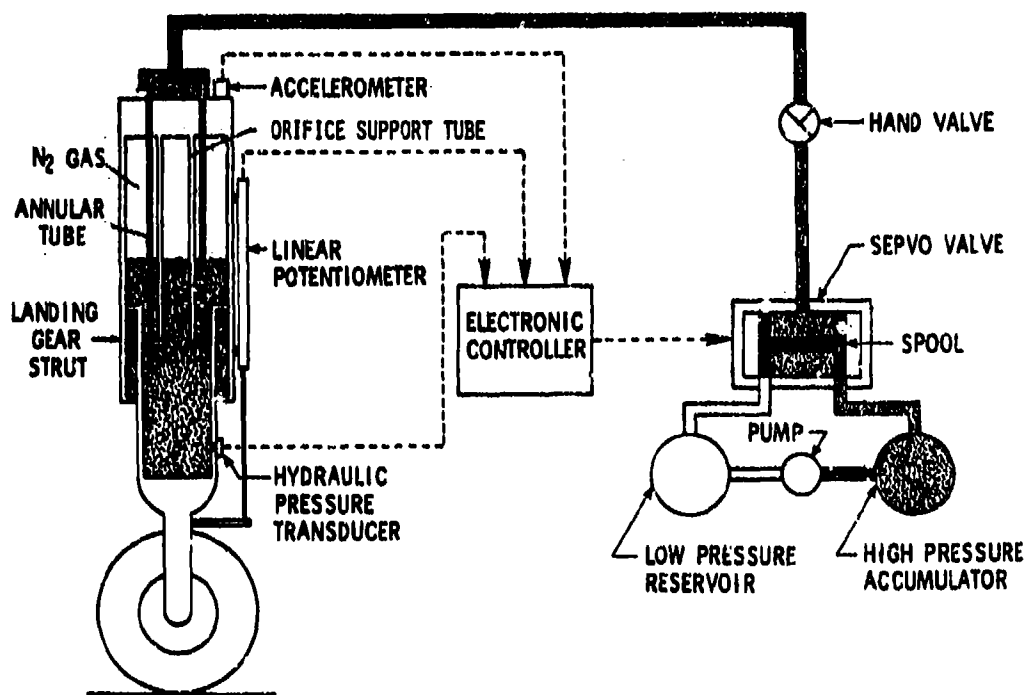 ACCELEROMETER
ORIFICE SUPPORT TUBE
N2 GAS
ANNULAR
TUBE
LINEAR
POTENTIOMETER
LANDING
GEAR
STRUT
HYDRAULIC
PRESSURE
TRANSDUCER
ELECTRONIC
CONTROLLER
HAND VALVE
SEPVO VALVE
SPOOL
PUMP
LOW PRESSURE
RESERVOIR
HIGH PRESSURE
ACCUMULATOR